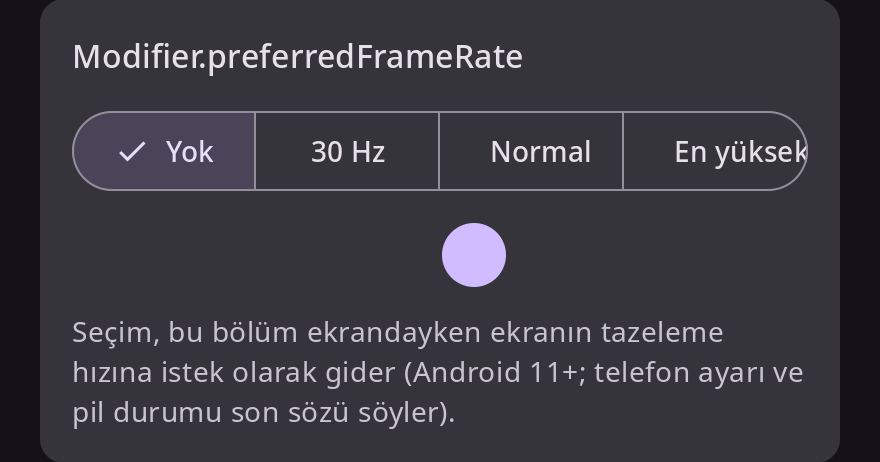 Modifier.preferredFrameRate
Yok
30 Hz
Normal
En yüksek
Seçim, bu bölüm ekrandayken ekranın tazeleme
hızına istek olarak gider (Android 11+; telefon ayarı ve
pil durumu son sözü söyler).